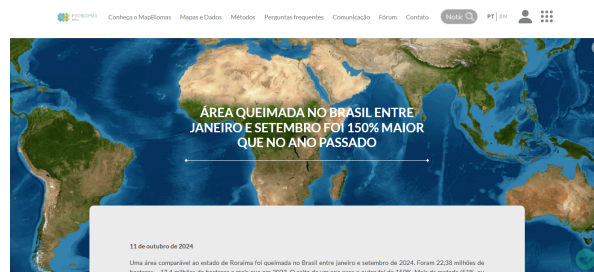 Conheça o MapBiomas Mapas e Dados Métodos Perguntas frequentes Comunicação Fórum Contato Notíc PT EN
ÁREA QUEIMADA NO BRASIL ENTRE
JANEIRO E SETEMBRO FOI 150% MAIOR
QUE NO ANO PASSADO
11 de outubro de 2024
Uma área comparável ao estado de Roraima foi queimada no Brasil entre janeiro e setembro de 2024. Foram 22,38 milhões de